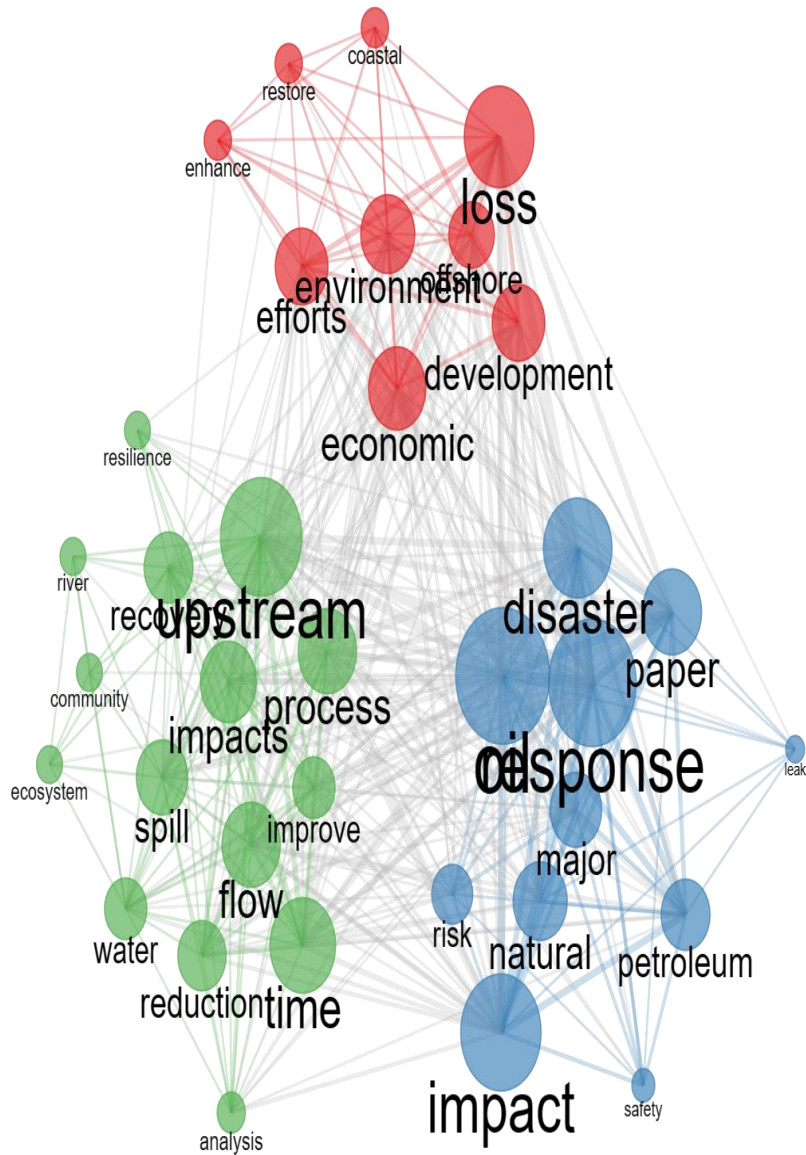 coastal
restore
enhance
loss
environment
offshore
efforts
development
economic
resilience
river
recovery
upstream
disaster
paper
process
community
impacts
oil
response
leak
ecosystem
spill
improve
major
flow
risk
natural
petroleum
water
reduction
time
impact
safety
analysis